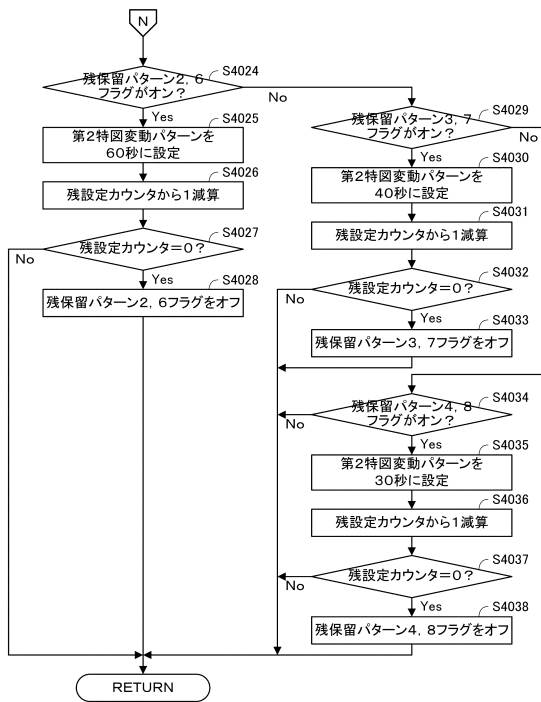 N
S4024
残保留パターン2, 6
フラグがオン？
Yes
No
S4025
第2特図変動パターンを
60秒に設定
S4026
残設定カウンタから1減算
S4027
残設定カウンタ＝0？
No
Yes
S4028
残保留パターン2, 6フラグをオフ
S4029
残保留パターン3, 7
フラグがオン？
No
Yes
S4030
第2特図変動パターンを
40秒に設定
S4031
残設定カウンタから1減算
S4032
残設定カウンタ＝0？
No
Yes
S4033
残保留パターン3, 7フラグをオフ
S4034
残保留パターン4, 8
フラグがオン？
No
Yes
S4035
第2特図変動パターンを
30秒に設定
S4036
残設定カウンタから1減算
S4037
残設定カウンタ＝0？
No
Yes
S4038
残保留パターン4, 8フラグをオフ
RETURN